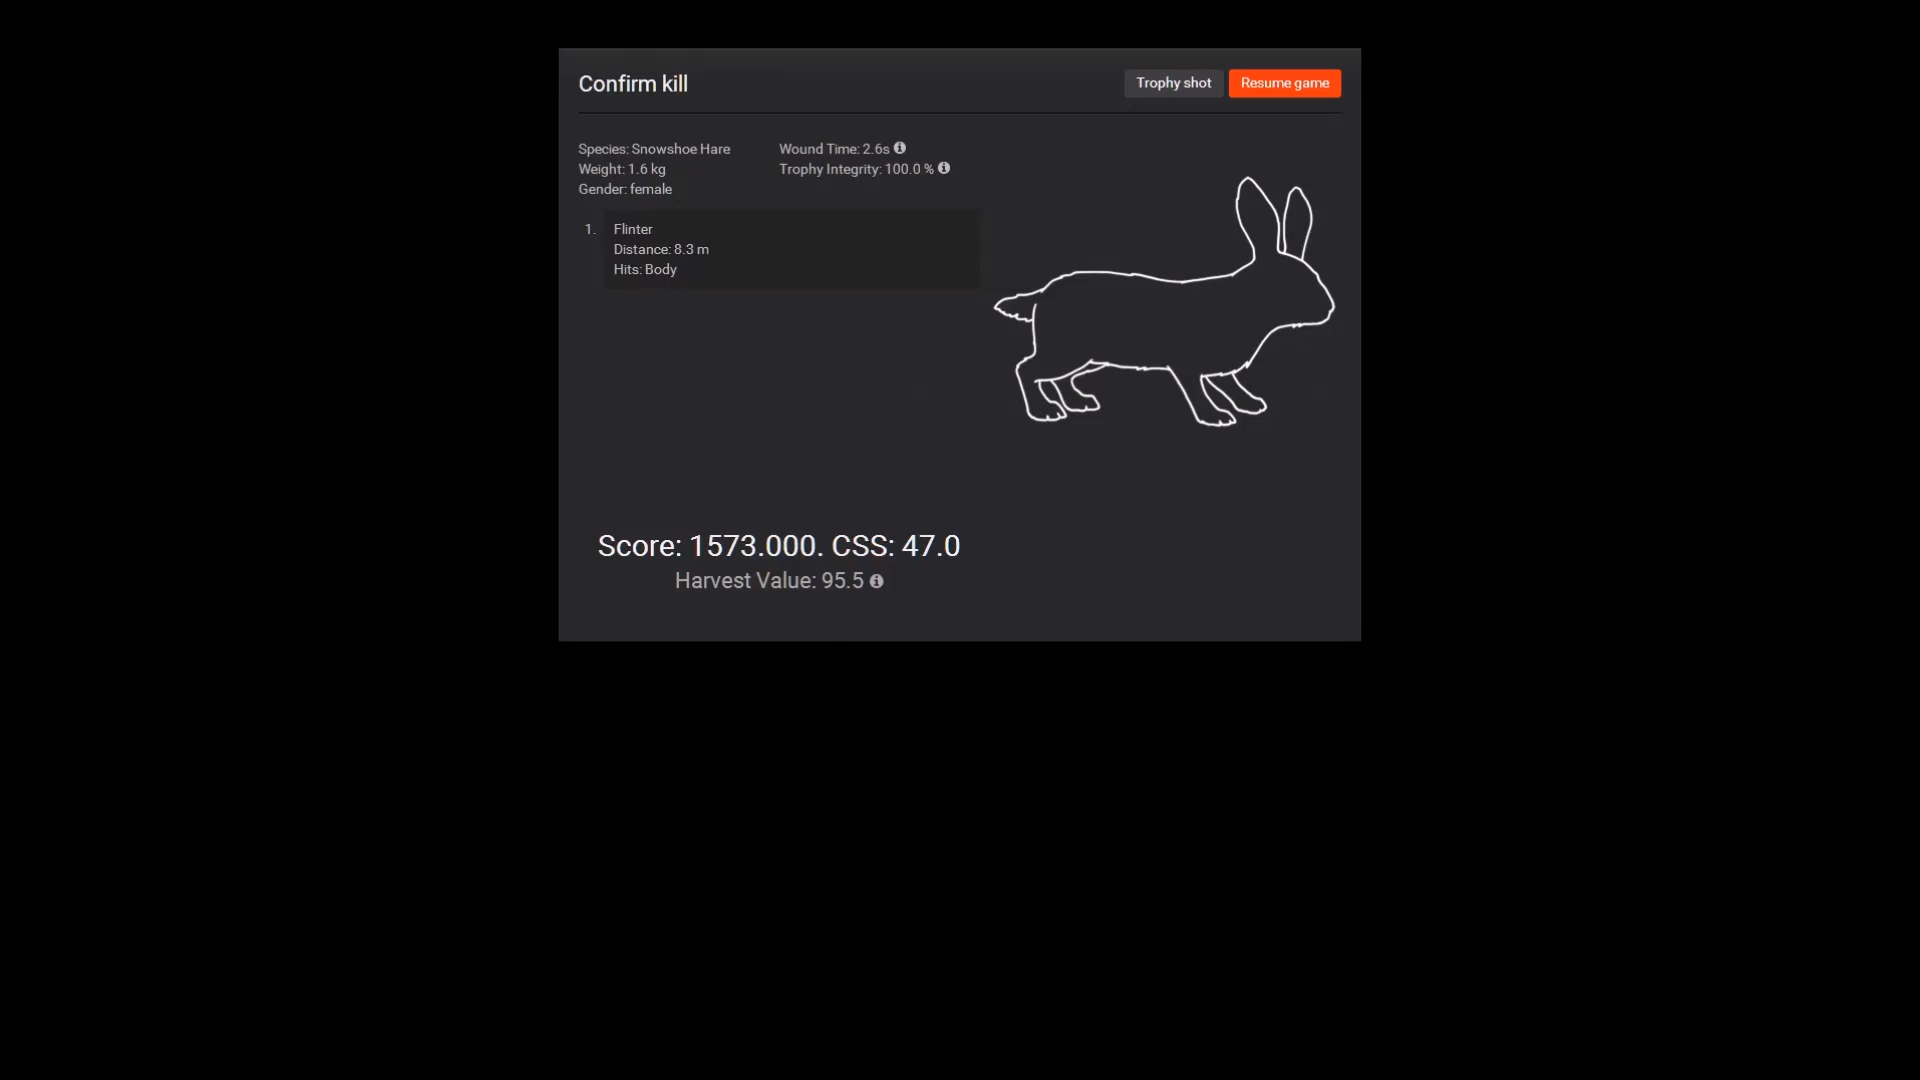 Confirm kill
Trophy shot
Resume game
Species: Snowshoe Hare
Weight: 1.6 kg
Gender: female
Wound Time: 2.6s
Trophy Integrity: 100.0 %
1. Flinter
Distance: 8.3 m
Hits: Body
Score: 1573.000. CSS: 47.0
Harvest Value: 95.5